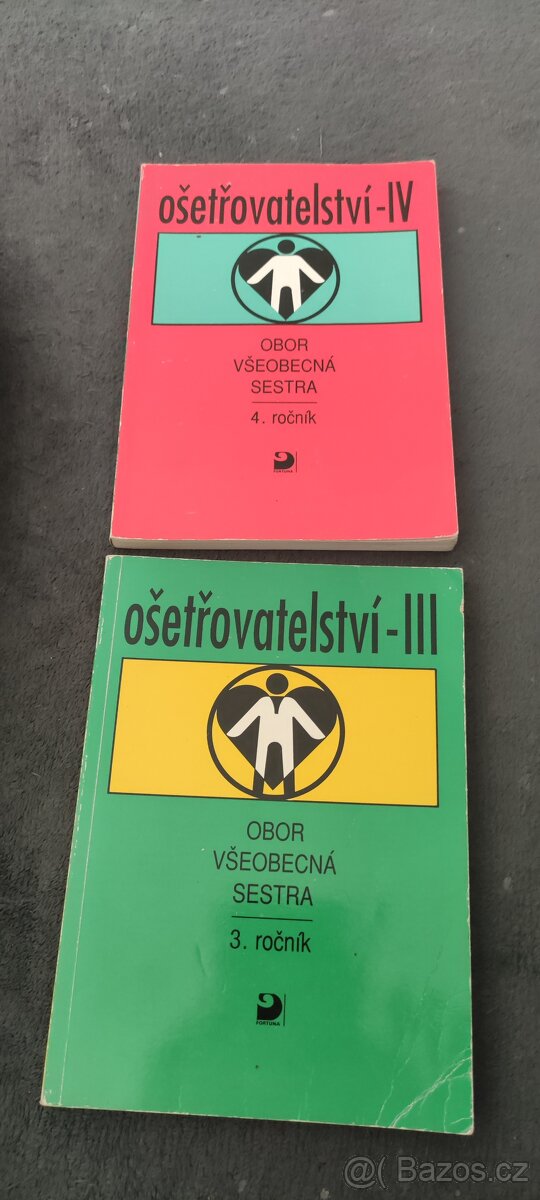 ošetřovatelství-IV
OBOR
VŠEOBECNÁ
SESTRA
4. ročník
FORTUNA
ošetřovatelství-III
OBOR
VŠEOBECNÁ
SESTRA
3. ročník
FORTUNA
@( Bazos.cz